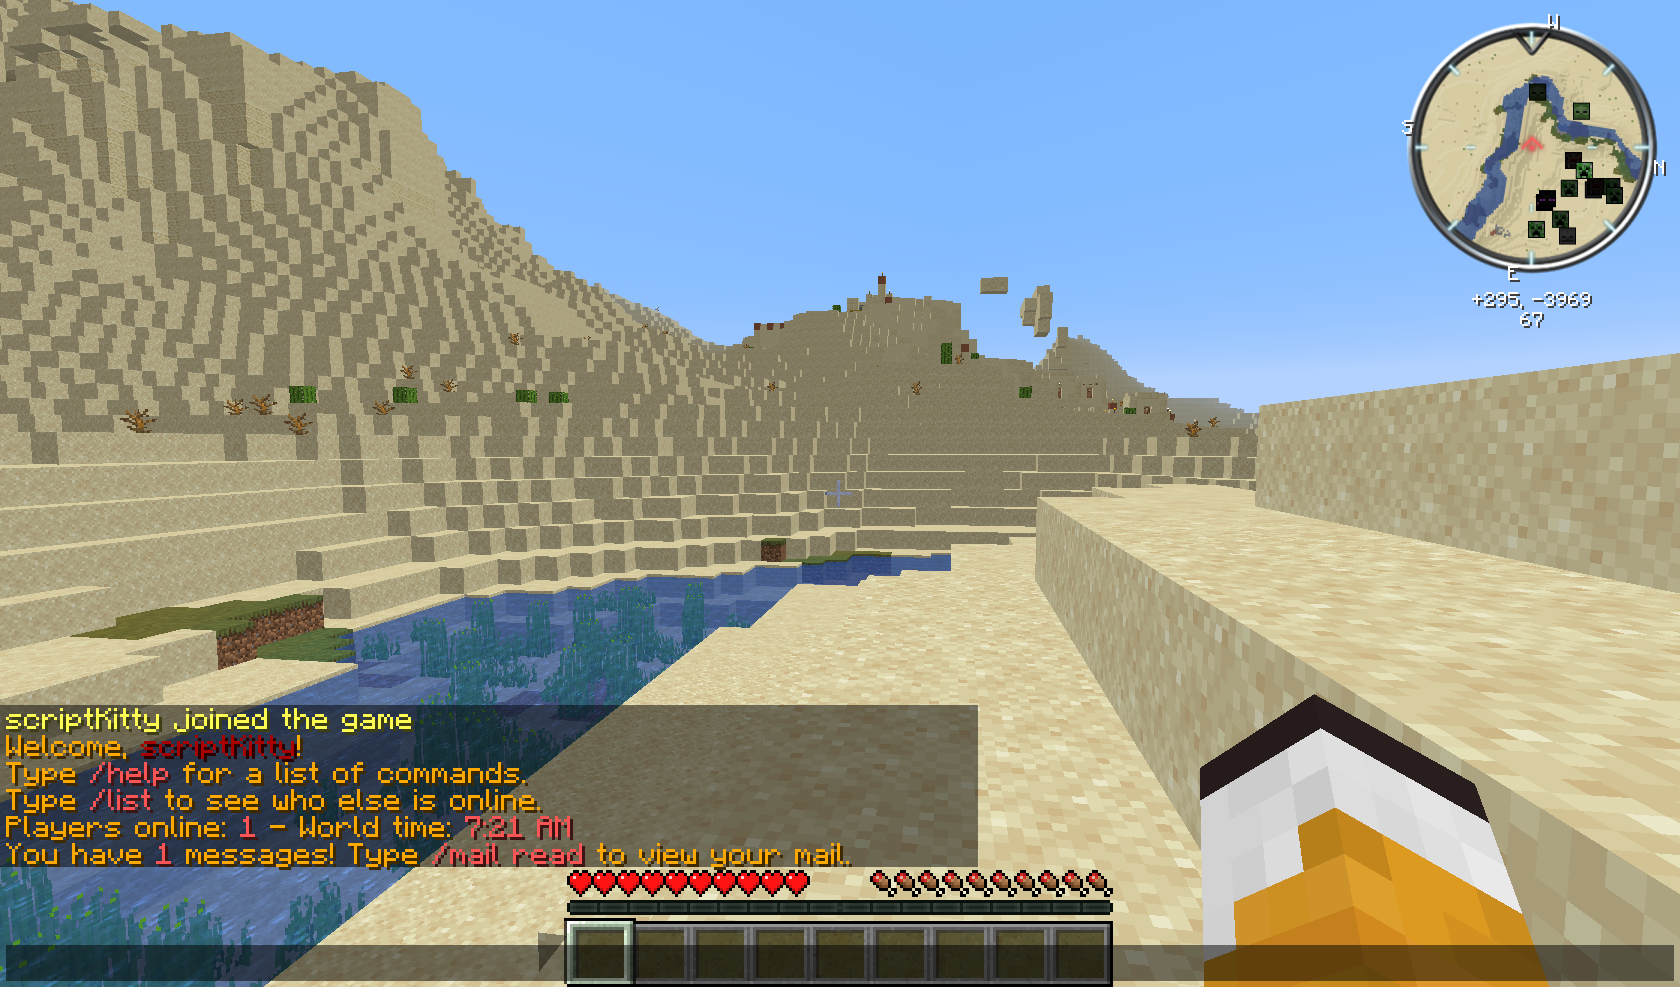 W
S
N
E
+295, -3969
67
scriptKitty joined the game
Welcome, scriptKitty!
Type /help for a list of commands.
Type /list to see who else is online.
Players online: 1 - World time: 7:21 AM
You have 1 messages! Type /mail read to view your mail.